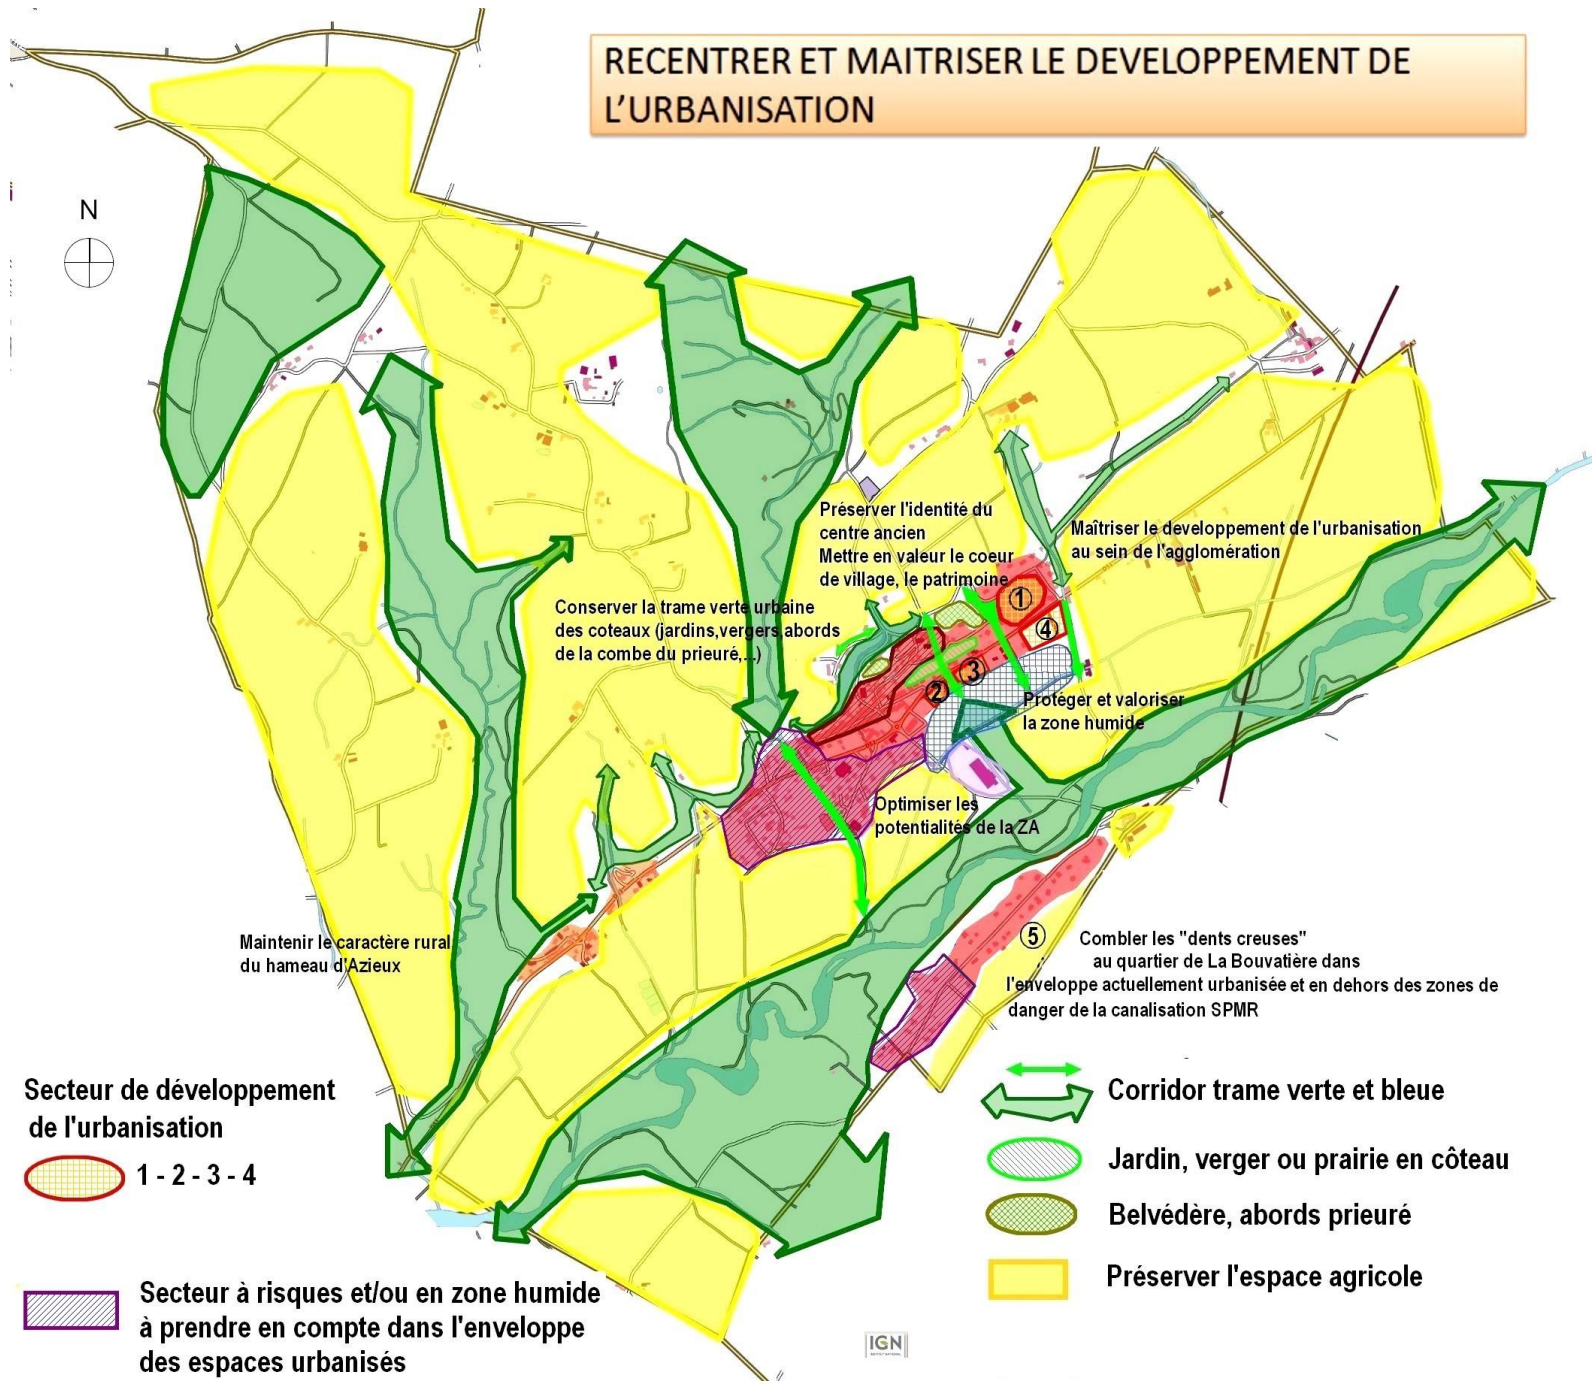 RECENTRER ET MAITRISER LE DEVELOPPEMENT DE
L'URBANISATION
N
Préserver l'identité du
centre ancien
Mettre en valeur le coeur
de village, le patrimoine
Maîtriser le developpement de l'urbanisation
au sein de l'agglomération
Conserver la trame verte urbaine
des coteaux (jardins,vergers,abords
de la combe du prieuré,...)
1
4
3
2
Protéger et valoriser
la zone humide
Optimiser les
potentialités de la ZA
Maintenir le caractère rural
du hameau d'Azieux
5
Combler les "dents creuses"
au quartier de La Bouvatière dans
l'enveloppe actuellement urbanisée et en dehors des zones de
danger de la canalisation SPMR
Secteur de développement
de l'urbanisation
1 - 2 - 3 - 4
Secteur à risques et/ou en zone humide
à prendre en compte dans l'enveloppe
des espaces urbanisés
Corridor trame verte et bleue
Jardin, verger ou prairie en côteau
Belvédère, abords prieuré
Préserver l'espace agricole
IGN